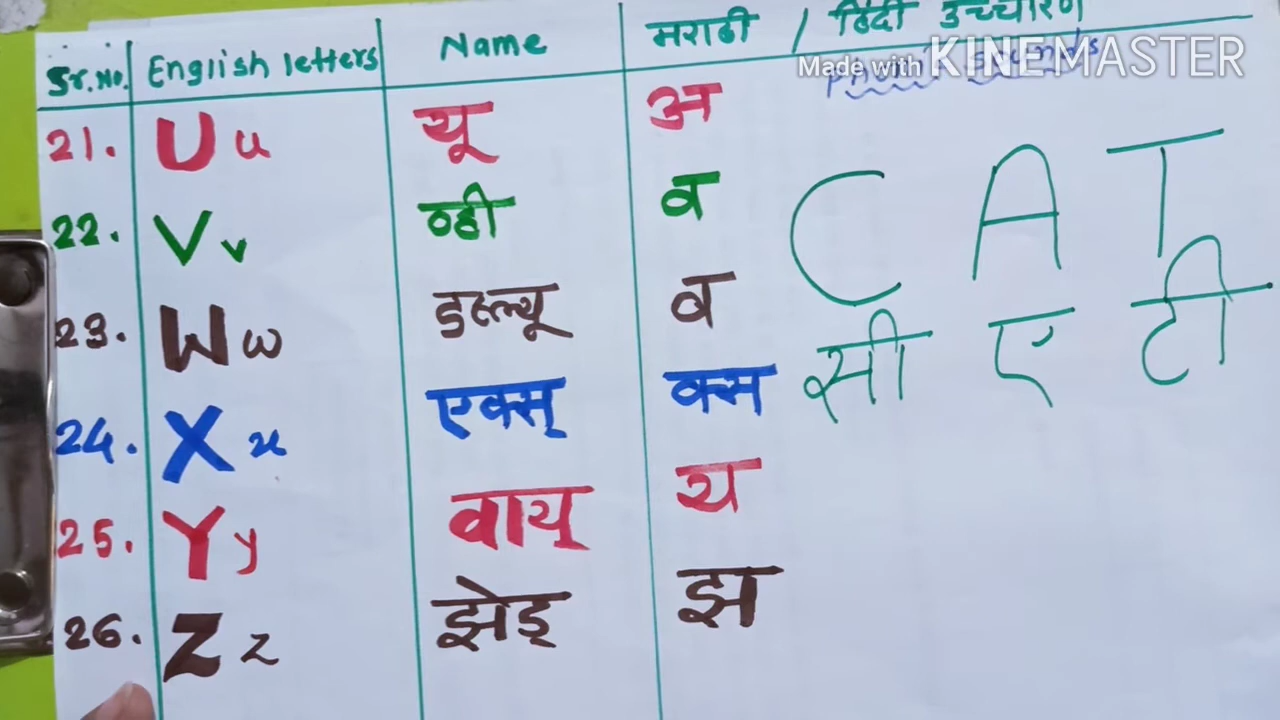 Sr.No. English letters Name मराठी / हिंदी उच्चारण
Made with KINEMASTER
21. U u यू अ
22. V v व्ही व
23. W w डब्ल्यू व
24. X x एक्स् क्स
25. Y y वाय् य
26. Z z झेड् झ
C A T
सी ए टी